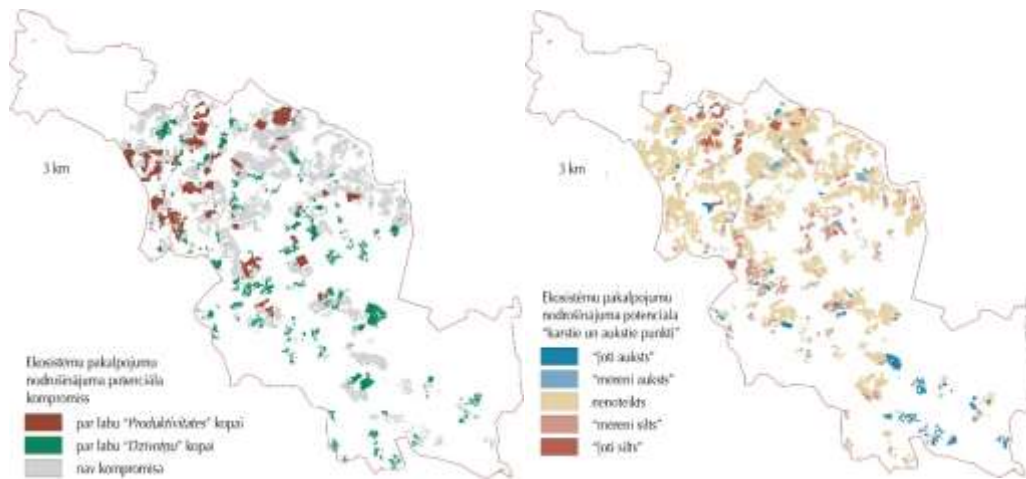 3 km
Ekosistēmu pakalpojumu
nodrošinājuma potenciāla
kompromiss
par labu "Produktivitātes" kopai
par labu "Dzīvotņu" kopai
nav kompromisa
3 km
Ekosistēmu pakalpojumu
nodrošinājuma potenciāla
"karstie un aukstie punkti"
"ļoti auksts"
"mēreni auksts"
nenoteikts
"mēreni silts"
"ļoti silts"